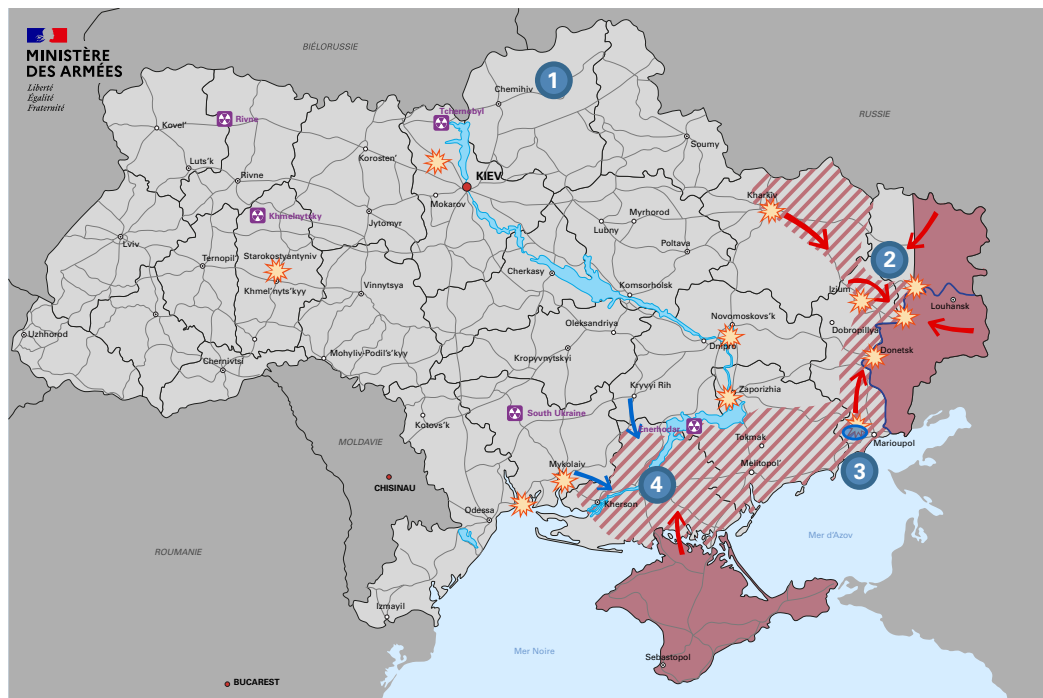 MINISTÈRE
DES ARMÉES
Liberté
Égalité
Fraternité
BIÉLORUSSIE
RUSSIE
1
Chernihiv
Tchernobyl
Rivne
Kovel'
Soumy
Korosten'
Luts'k
Rivne
KIEV
Mokarov
Kharkiv
Khmelnytsky
Jytomyr
Myrhorod
Lubny
Lviv
Poltava
Ternopil'
Starokostyantyniv
2
Cherkasy
Khmel'nyts'kyy
Vinnytsya
Komsorholsk
Izium
Louhansk
Novomoskovs'k
Oleksandriya
Dobropillya
Uzhhorod
Dnipro
Donetsk
Chernivtsi
Mohyliv-Podil's'kyy
Kropyvnytskyi
Kryvyi Rih
Zaporizhia
South Ukraine
Kotovs'k
Enerhodar
Tokmak
MOLDAVIE
Marioupol
Mykolaiv
Melitopol'
3
4
CHISINAU
Kherson
Odessa
Mer d'Azov
ROUMANIE
Izmayil
Mer Noire
Sebastopol
BUCAREST